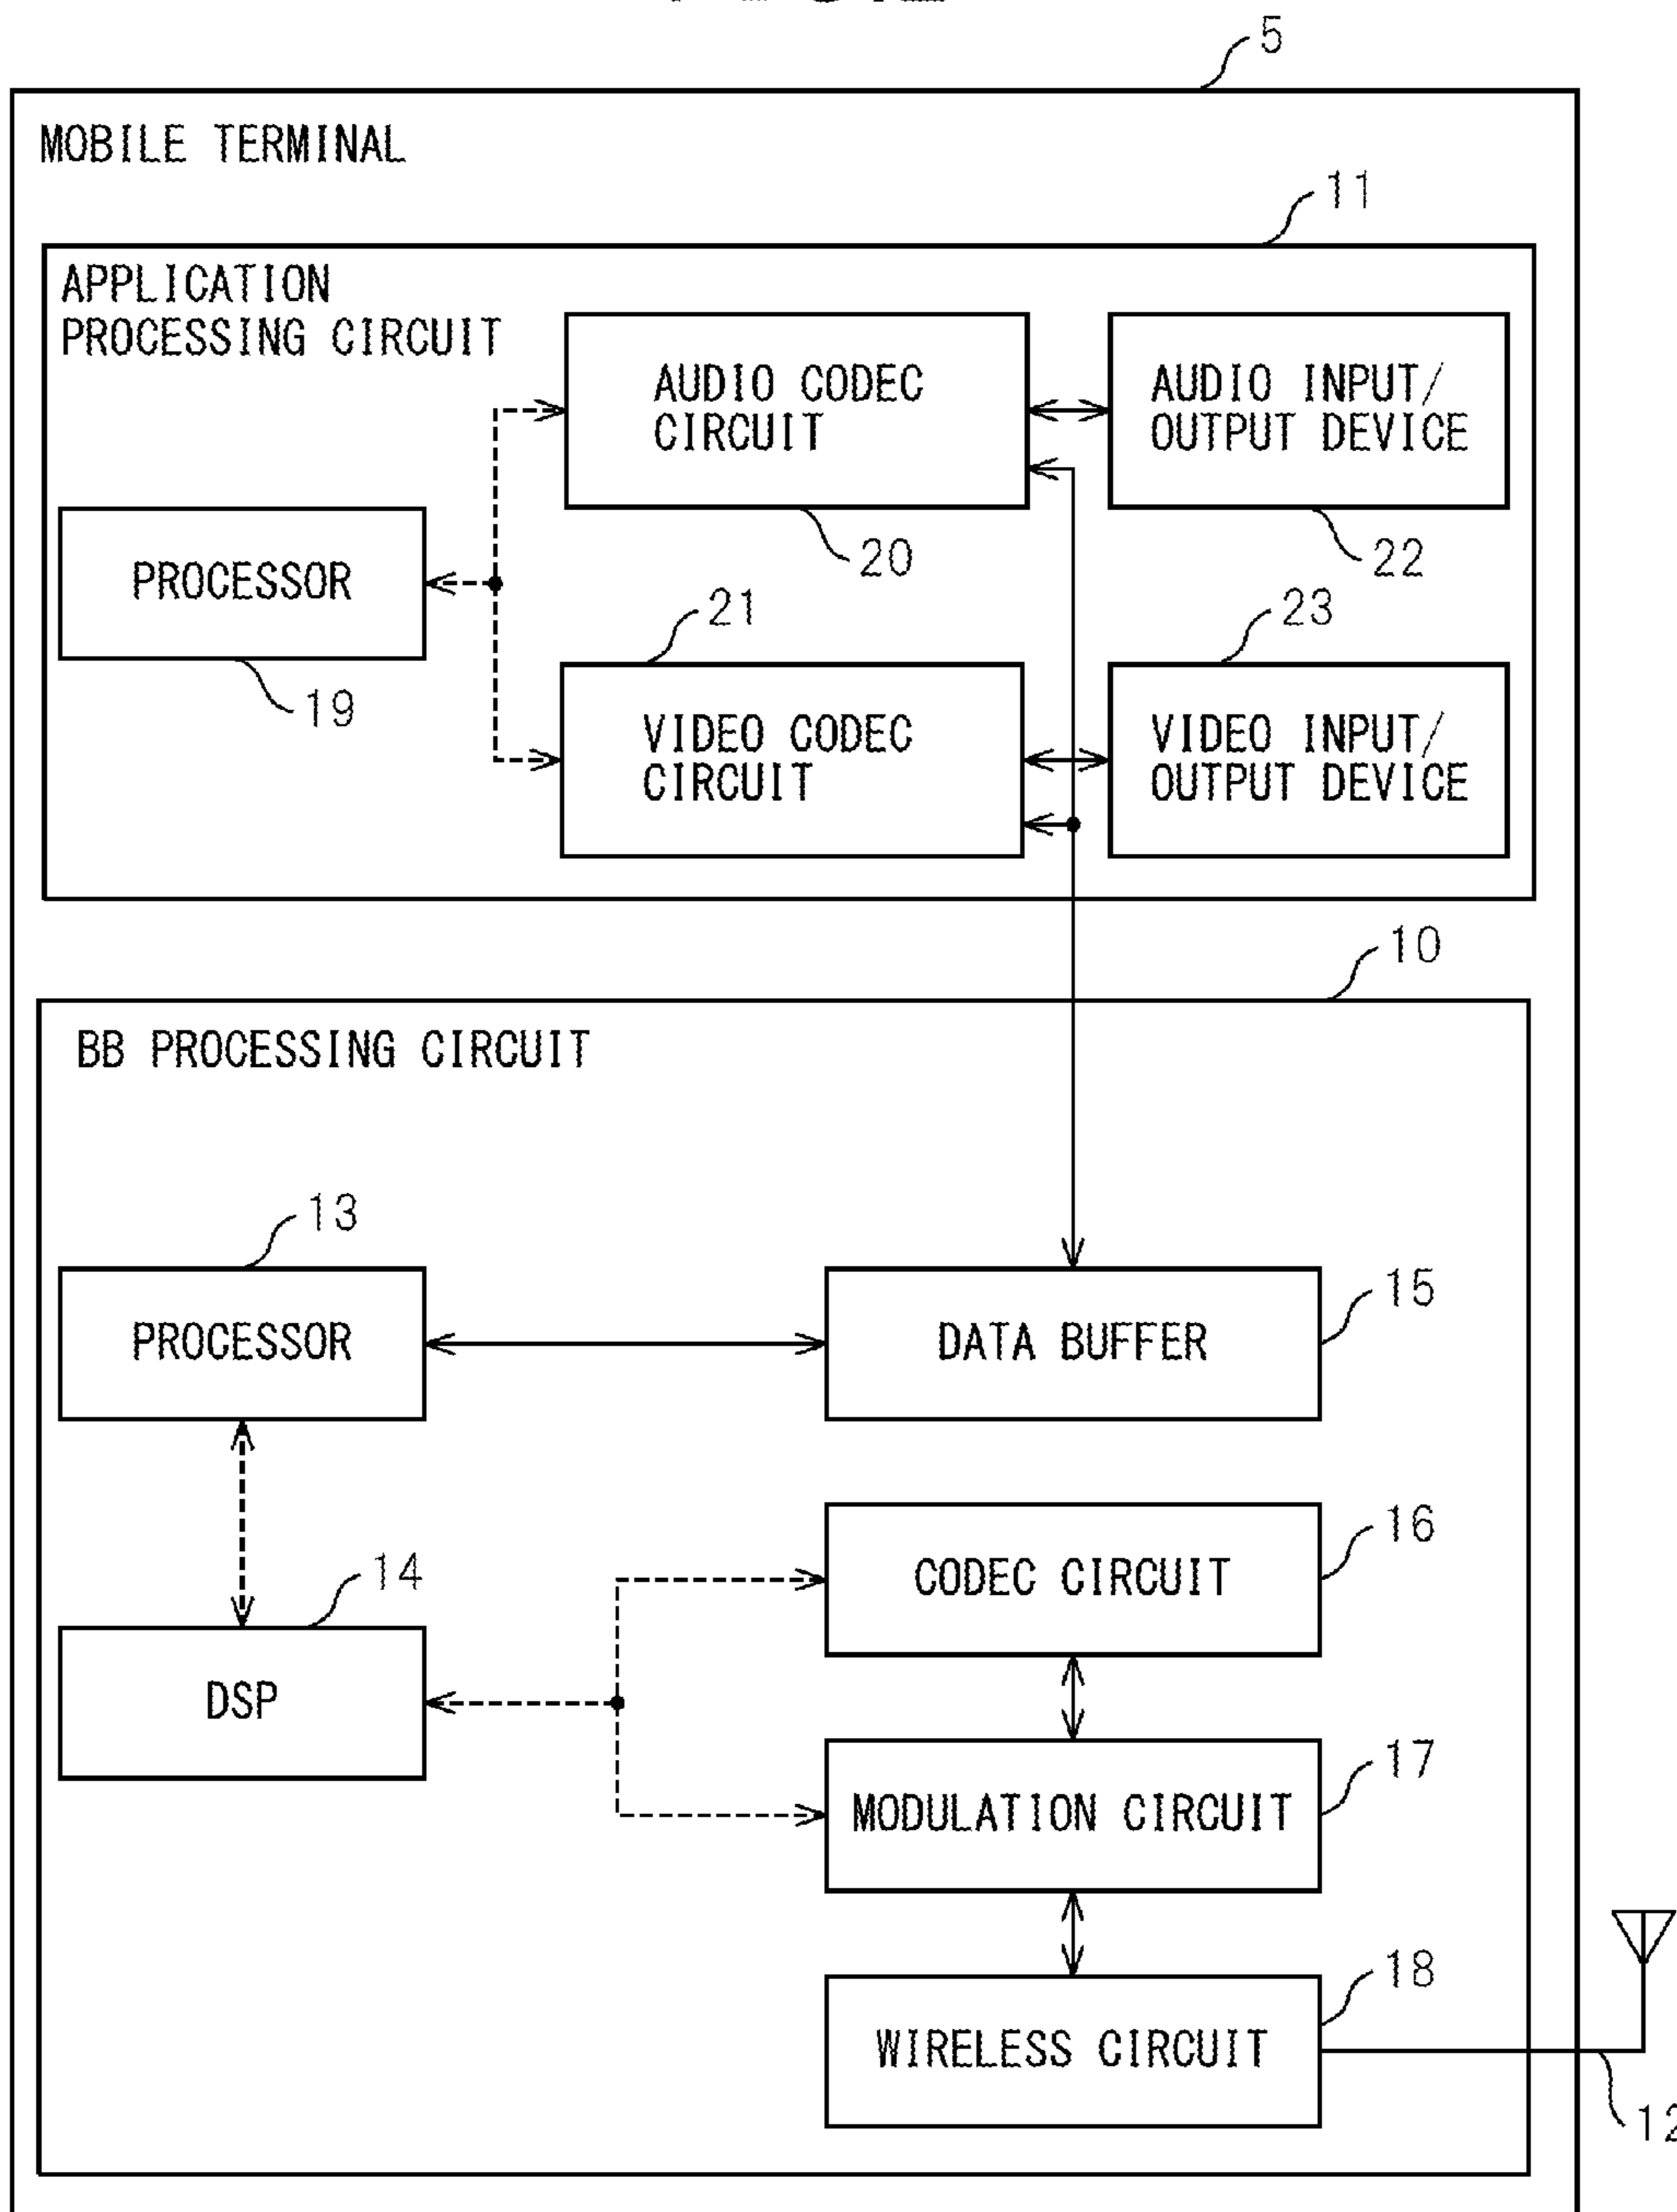 5
MOBILE TERMINAL
11
APPLICATION
PROCESSING CIRCUIT
AUDIO CODEC
CIRCUIT
AUDIO INPUT/
OUTPUT DEVICE
20
22
PROCESSOR
19
21
23
VIDEO CODEC
CIRCUIT
VIDEO INPUT/
OUTPUT DEVICE
10
BB PROCESSING CIRCUIT
13
PROCESSOR
DATA BUFFER
15
14
DSP
CODEC CIRCUIT
16
MODULATION CIRCUIT
17
WIRELESS CIRCUIT
18
12